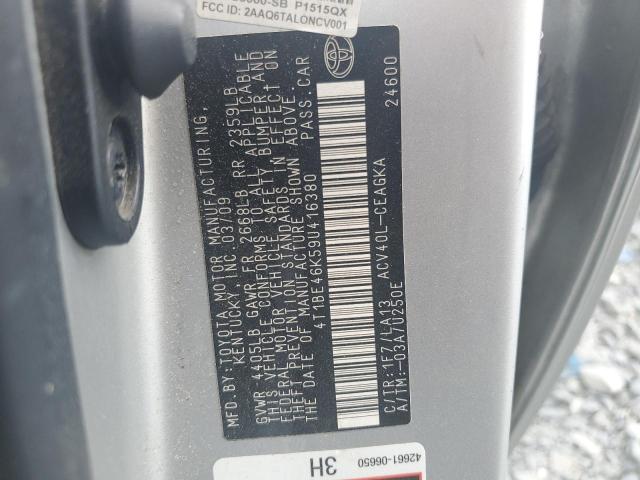 00000-SB P1515QX
FCC ID: 2AAQ6TALONCV001
MFD. BY: TOYOTA MOTOR MANUFACTURING,
KENTUCKY, INC. 03/09
GVWR 4405LB GAWR FR 2668LB RR 2359LB
THIS VEHICLE CONFORMS TO ALL APPLICABLE
FEDERAL MOTOR VEHICLE SAFETY, BUMPER, AND
THEFT PREVENTION STANDARDS IN EFFECT ON
THE DATE OF MANUFACTURE SHOWN ABOVE.
4T1BE46K59U416380 PASS.CAR
C/TR:1F7/LA13 ACV40L-CEAGKA 24600
A/TM:-03A/U250E
42661-06650
3H